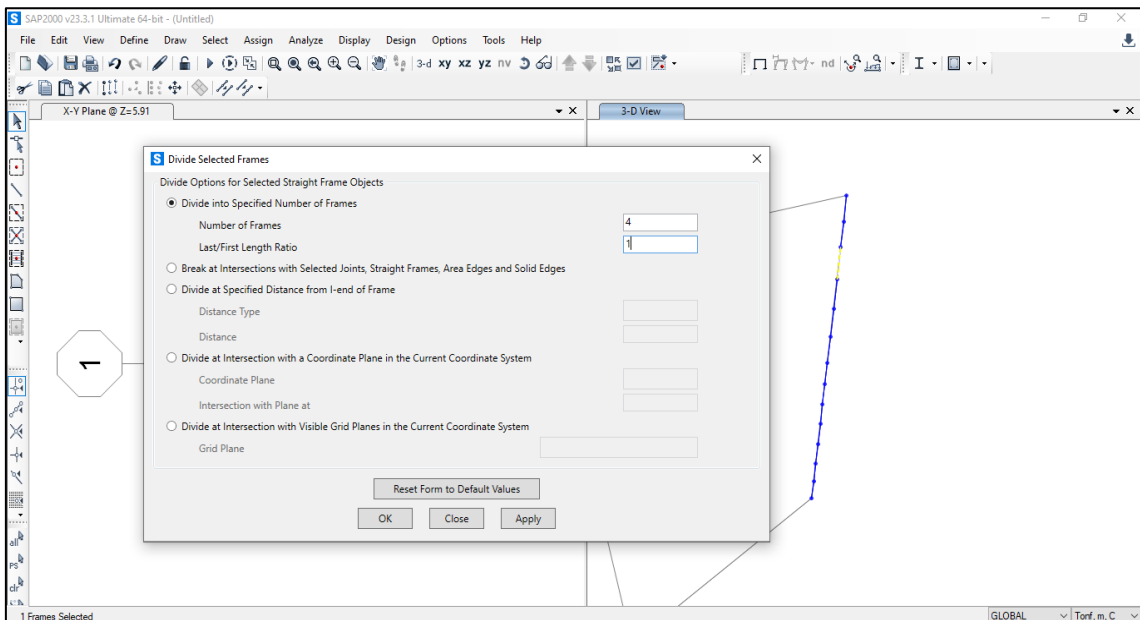 SAP2000 v23.3.1 Ultimate 64-bit - (Untitled)
File Edit View Define Draw Select Assign Analyze Display Design Options Tools Help
3-d xy xz yz nv nd
X-Y Plane @ Z=5.91
3-D View
Divide Selected Frames
Divide Options for Selected Straight Frame Objects
Divide into Specified Number of Frames
Number of Frames 4
Last/First Length Ratio 1
Break at Intersections with Selected Joints, Straight Frames, Area Edges and Solid Edges
Divide at Specified Distance from I-end of Frame
Distance Type
Distance
Divide at Intersection with a Coordinate Plane in the Current Coordinate System
Coordinate Plane
Intersection with Plane at
Divide at Intersection with Visible Grid Planes in the Current Coordinate System
Grid Plane
Reset Form to Default Values
OK Close Apply
1
all
PS
clr
1 Frames Selected
GLOBAL
Tonf, m, C